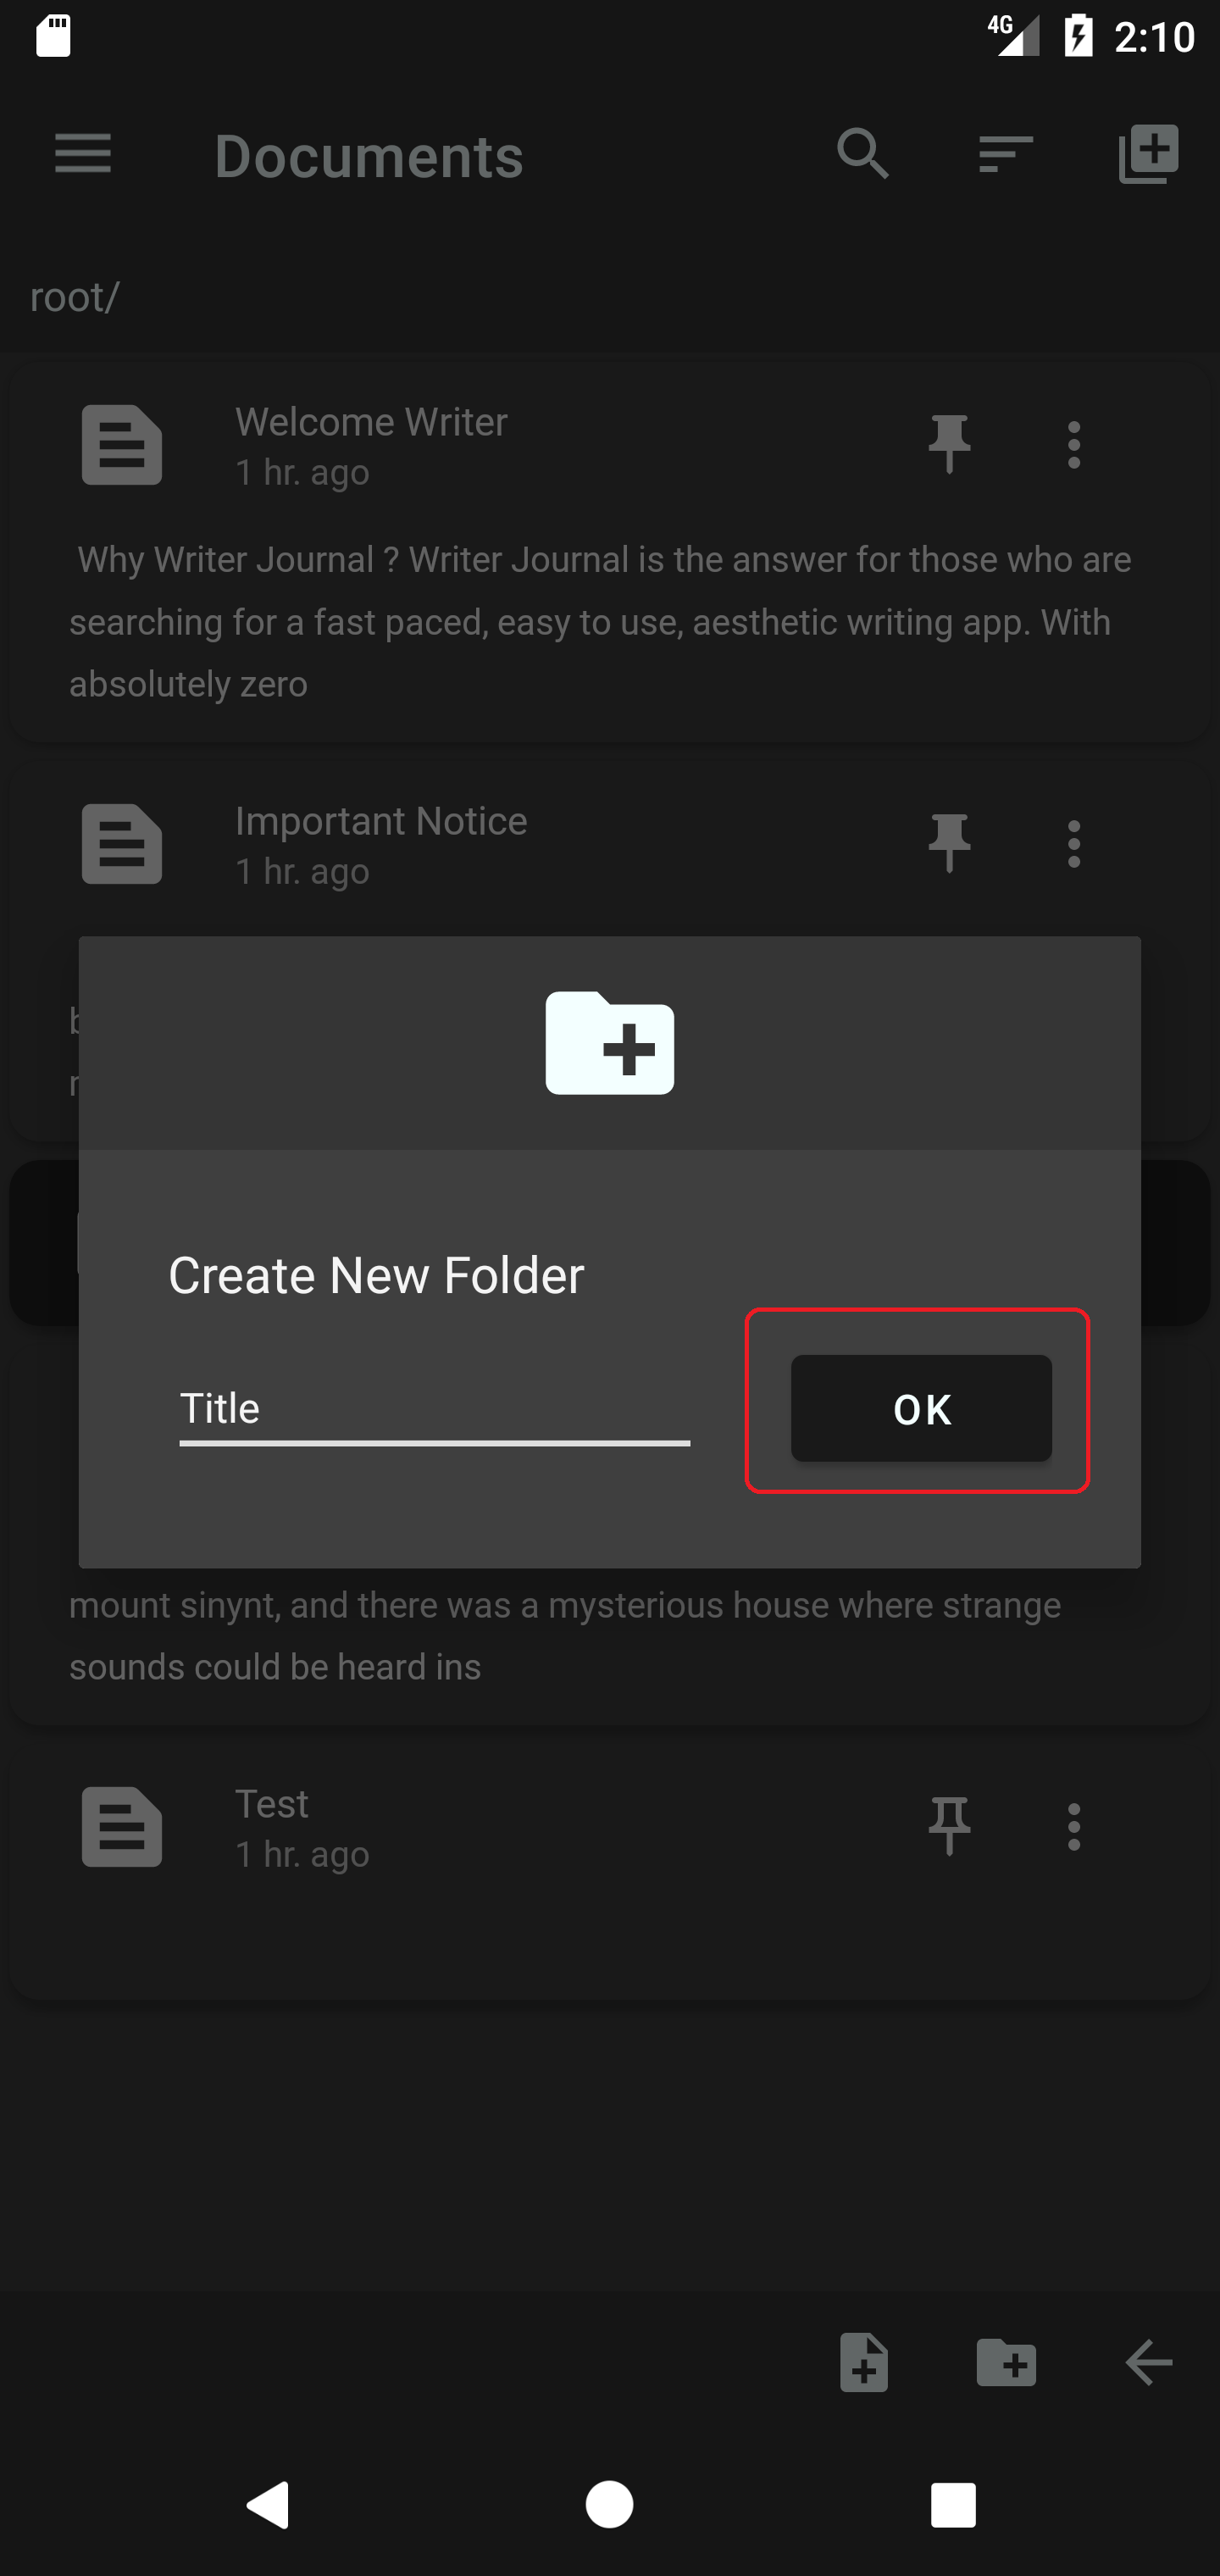 4G 2:10
Documents
root/
Welcome Writer
1 hr. ago
Why Writer Journal ? Writer Journal is the answer for those who are
searching for a fast paced, easy to use, aesthetic writing app. With
absolutely zero
Important Notice
1 hr. ago
Create New Folder
Title
OK
mount sinynt, and there was a mysterious house where strange
sounds could be heard ins
Test
1 hr. ago